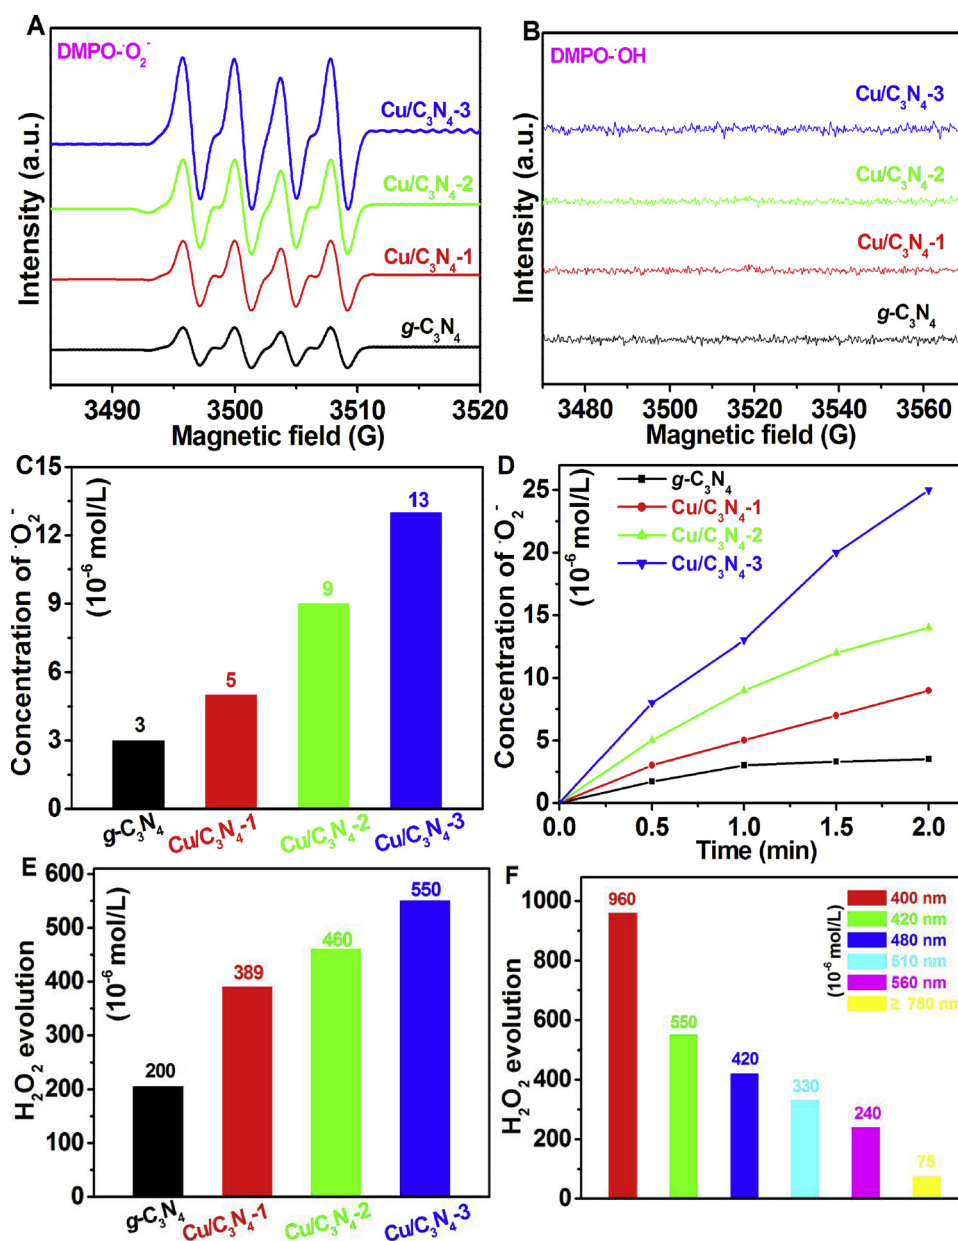 A
DMPO-·O₂⁻
Cu/C₃N₄-3
Cu/C₃N₄-2
Cu/C₃N₄-1
g-C₃N₄
Intensity (a.u.)
3490 3500 3510 3520
Magnetic field (G)
B
DMPO-·OH
Cu/C₃N₄-3
Cu/C₃N₄-2
Cu/C₃N₄-1
g-C₃N₄
Intensity (a.u.)
3480 3500 3520 3540 3560
Magnetic field (G)
C
Concentration of ·O₂⁻
(10⁻⁶ mol/L)
15
12
9
6
3
0
3
5
9
13
g-C₃N₄
Cu/C₃N₄-1
Cu/C₃N₄-2
Cu/C₃N₄-3
D
Concentration of ·O₂⁻
(10⁻⁶ mol/L)
g-C₃N₄
Cu/C₃N₄-1
Cu/C₃N₄-2
Cu/C₃N₄-3
25
20
15
10
5
0
0.0 0.5 1.0 1.5 2.0
Time (min)
E
H₂O₂ evolution
(10⁻⁶ mol/L)
600
500
400
300
200
100
0
200
389
460
550
g-C₃N₄
Cu/C₃N₄-1
Cu/C₃N₄-2
Cu/C₃N₄-3
F
H₂O₂ evolution
(10⁻⁶ mol/L)
1000
800
600
400
200
0
960
550
420
330
240
75
400 nm
420 nm
480 nm
510 nm
560 nm
≥ 780 nm